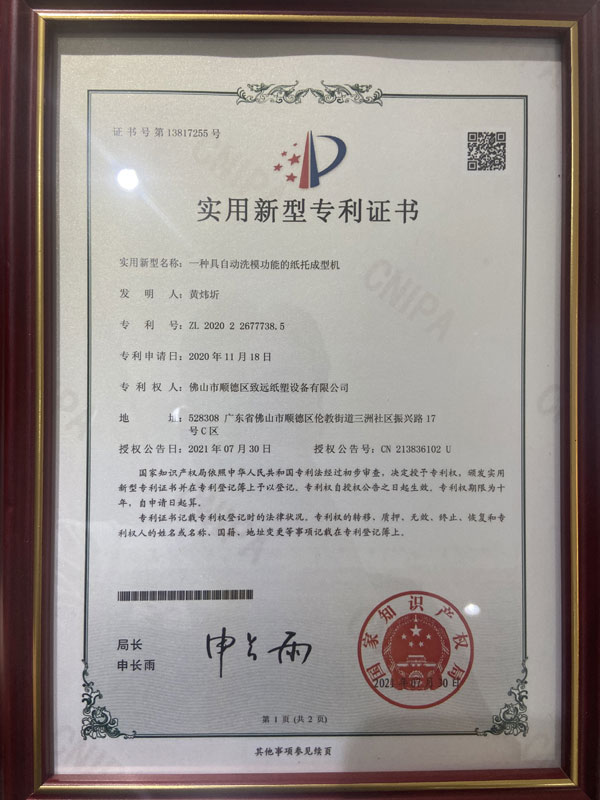 证书号第13817255号
实用新型专利证书
实用新型名称：一种具自动洗模功能的纸托成型机
发明人：黄炜圻
专利号：ZL 2020 2 2677738.5
专利申请日：2020年11月18日
专利权人：佛山市顺德区致远纸塑设备有限公司
地址：528308 广东省佛山市顺德区伦教街道三洲社区振兴路17
号C区
授权公告日：2021年07月30日 授权公告号：CN 213836102 U
国家知识产权局依照中华人民共和国专利法经过初步审查，决定授予专利权，颁发实用
新型专利证书并在专利登记簿上予以登记。专利权自授权公告之日起生效。专利权期限为十
年，自申请日起算。
专利证书记载专利权登记时的法律状况。专利权的转移、质押、无效、终止、恢复和专
利权人的姓名或名称、国籍、地址变更等事项记载在专利登记簿上。
局长
申长雨
申长雨
国家知识产权局
2021年07月30日
第1页(共2页)
其他事项参见续页
CNIPA
CNIPA
CNIPA